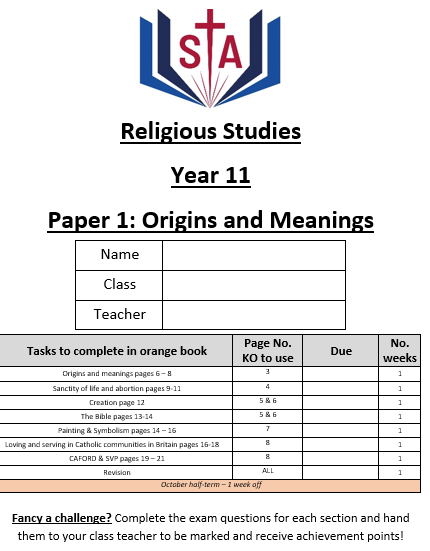 STA
Religious Studies
Year 11
Paper 1: Origins and Meanings
Name
Class
Teacher
Tasks to complete in orange book Page No. KO to use Due No. weeks
Origins and meanings pages 6 – 8 3 1
Sanctity of life and abortion pages 9-11 4 1
Creation page 12 5 & 6 1
The Bible pages 13-14 5 & 6 1
Painting & Symbolism pages 14 – 16 7 1
Loving and serving in Catholic communities in Britain pages 16-18 8 1
CAFORD & SVP pages 19 – 21 8 1
Revision ALL 1
October half-term – 1 week off
Fancy a challenge? Complete the exam questions for each section and hand
them to your class teacher to be marked and receive achievement points!